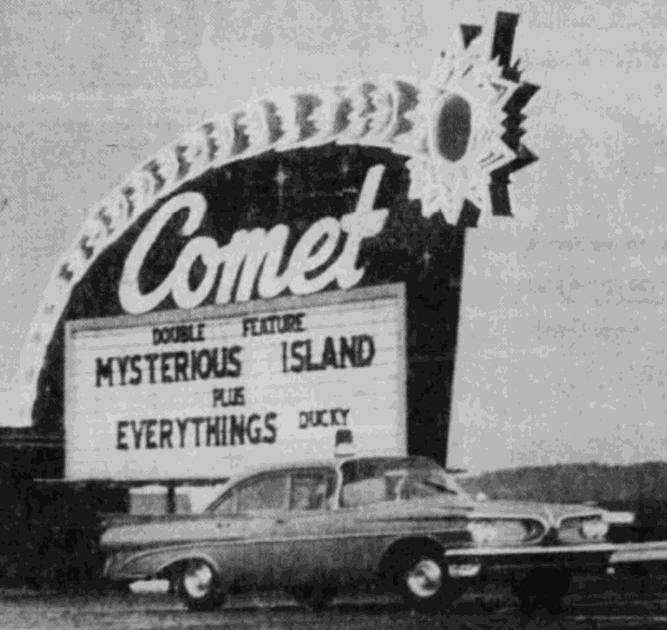 Comet
DOUBLE FEATURE
MYSTERIOUS ISLAND
PLUS
EVERYTHINGS DUCKY